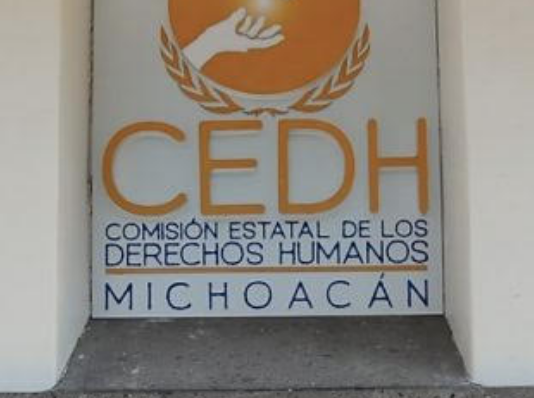 CEDH
COMISIÓN ESTATAL DE LOS
DERECHOS HUMANOS
MICHOACÁN